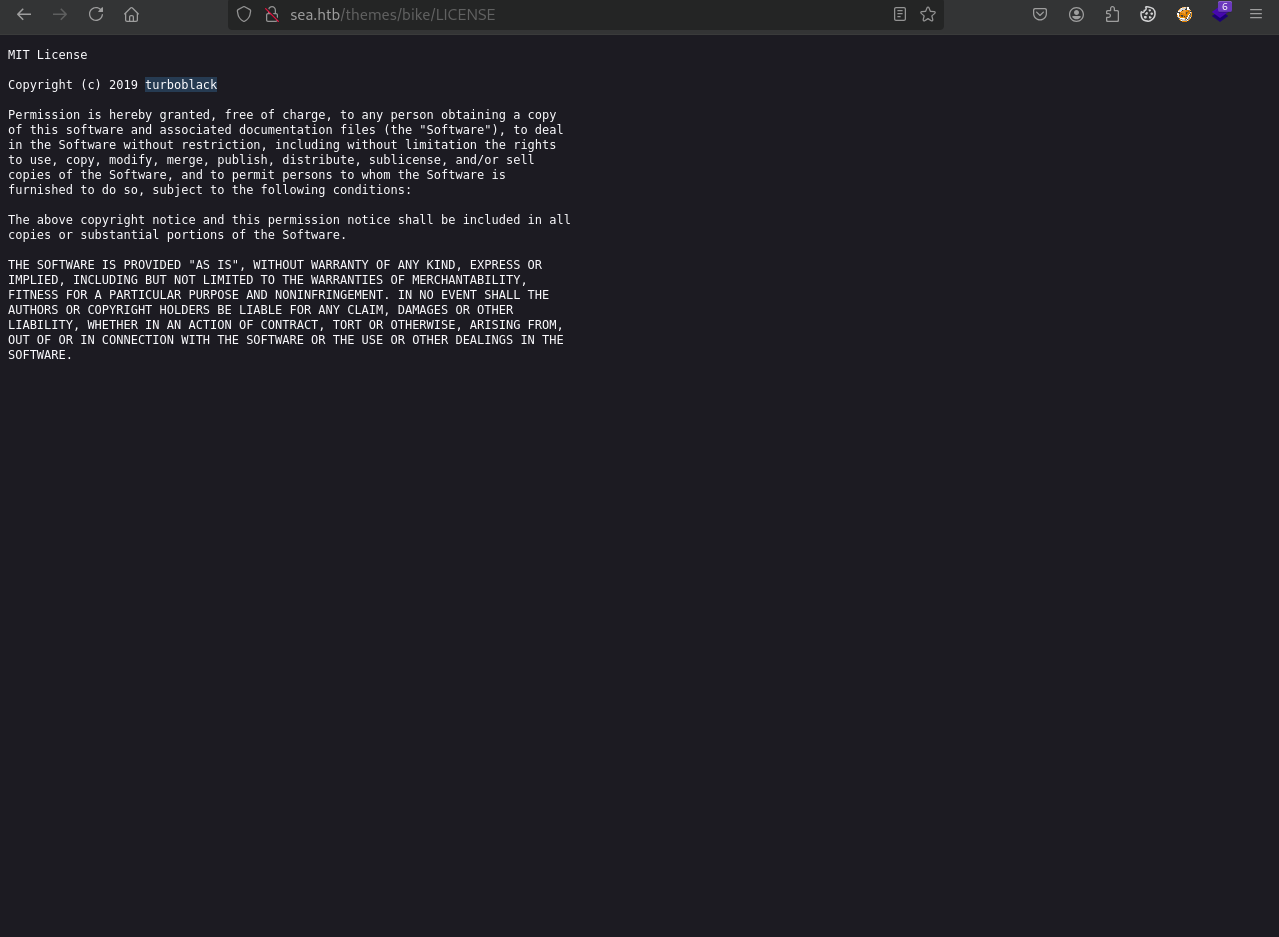 sea.htb/themes/bike/LICENSE
6
MIT License
Copyright (c) 2019 turboblack
Permission is hereby granted, free of charge, to any person obtaining a copy
of this software and associated documentation files (the "Software"), to deal
in the Software without restriction, including without limitation the rights
to use, copy, modify, merge, publish, distribute, sublicense, and/or sell
copies of the Software, and to permit persons to whom the Software is
furnished to do so, subject to the following conditions:
The above copyright notice and this permission notice shall be included in all
copies or substantial portions of the Software.
THE SOFTWARE IS PROVIDED "AS IS", WITHOUT WARRANTY OF ANY KIND, EXPRESS OR
IMPLIED, INCLUDING BUT NOT LIMITED TO THE WARRANTIES OF MERCHANTABILITY,
FITNESS FOR A PARTICULAR PURPOSE AND NONINFRINGEMENT. IN NO EVENT SHALL THE
AUTHORS OR COPYRIGHT HOLDERS BE LIABLE FOR ANY CLAIM, DAMAGES OR OTHER
LIABILITY, WHETHER IN AN ACTION OF CONTRACT, TORT OR OTHERWISE, ARISING FROM,
OUT OF OR IN CONNECTION WITH THE SOFTWARE OR THE USE OR OTHER DEALINGS IN THE
SOFTWARE.